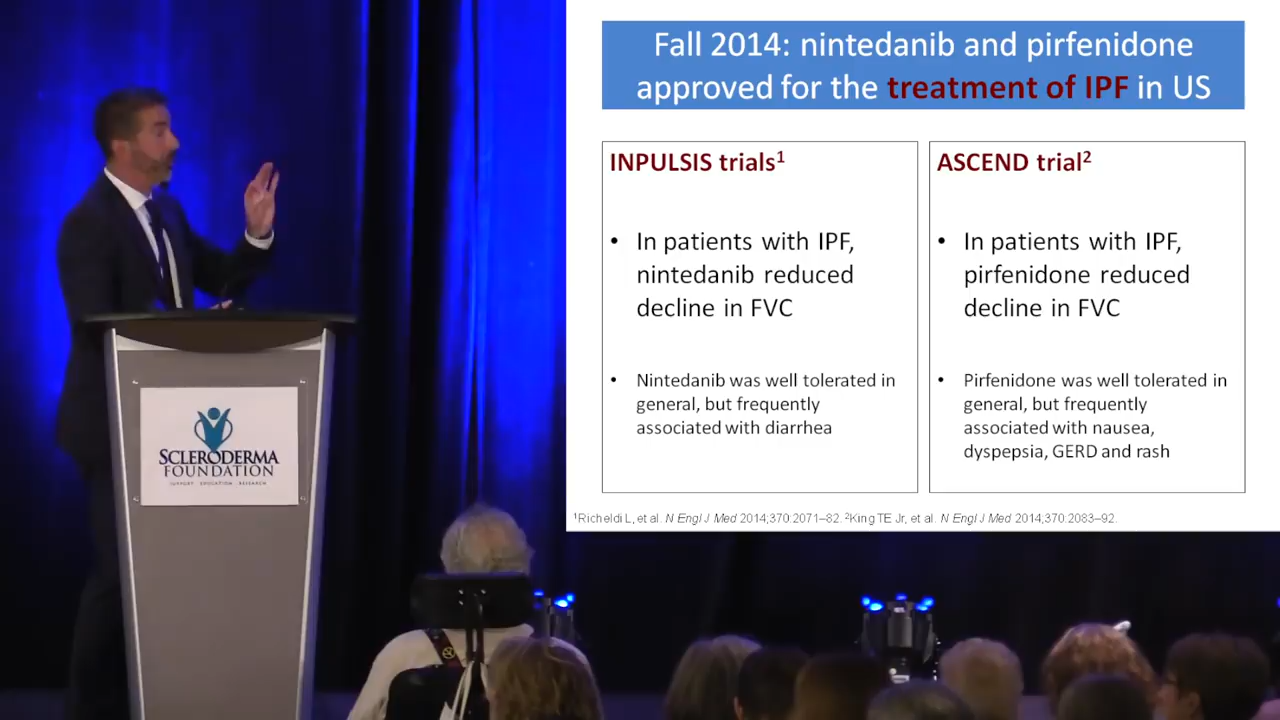 Fall 2014: nintedanib and pirfenidone
approved for the treatment of IPF in US
INPULSIS trials¹
• In patients with IPF,
nintedanib reduced
decline in FVC
• Nintedanib was well tolerated in
general, but frequently
associated with diarrhea
ASCEND trial²
• In patients with IPF,
pirfenidone reduced
decline in FVC
• Pirfenidone was well tolerated in
general, but frequently
associated with nausea,
dyspepsia, GERD and rash
¹Richeldi L, et al. N Engl J Med 2014;370:2071–82. ²King TE Jr, et al. N Engl J Med 2014;370:2083–92.
SCLERODERMA
FOUNDATION
SUPPORT EDUCATION RESEARCH